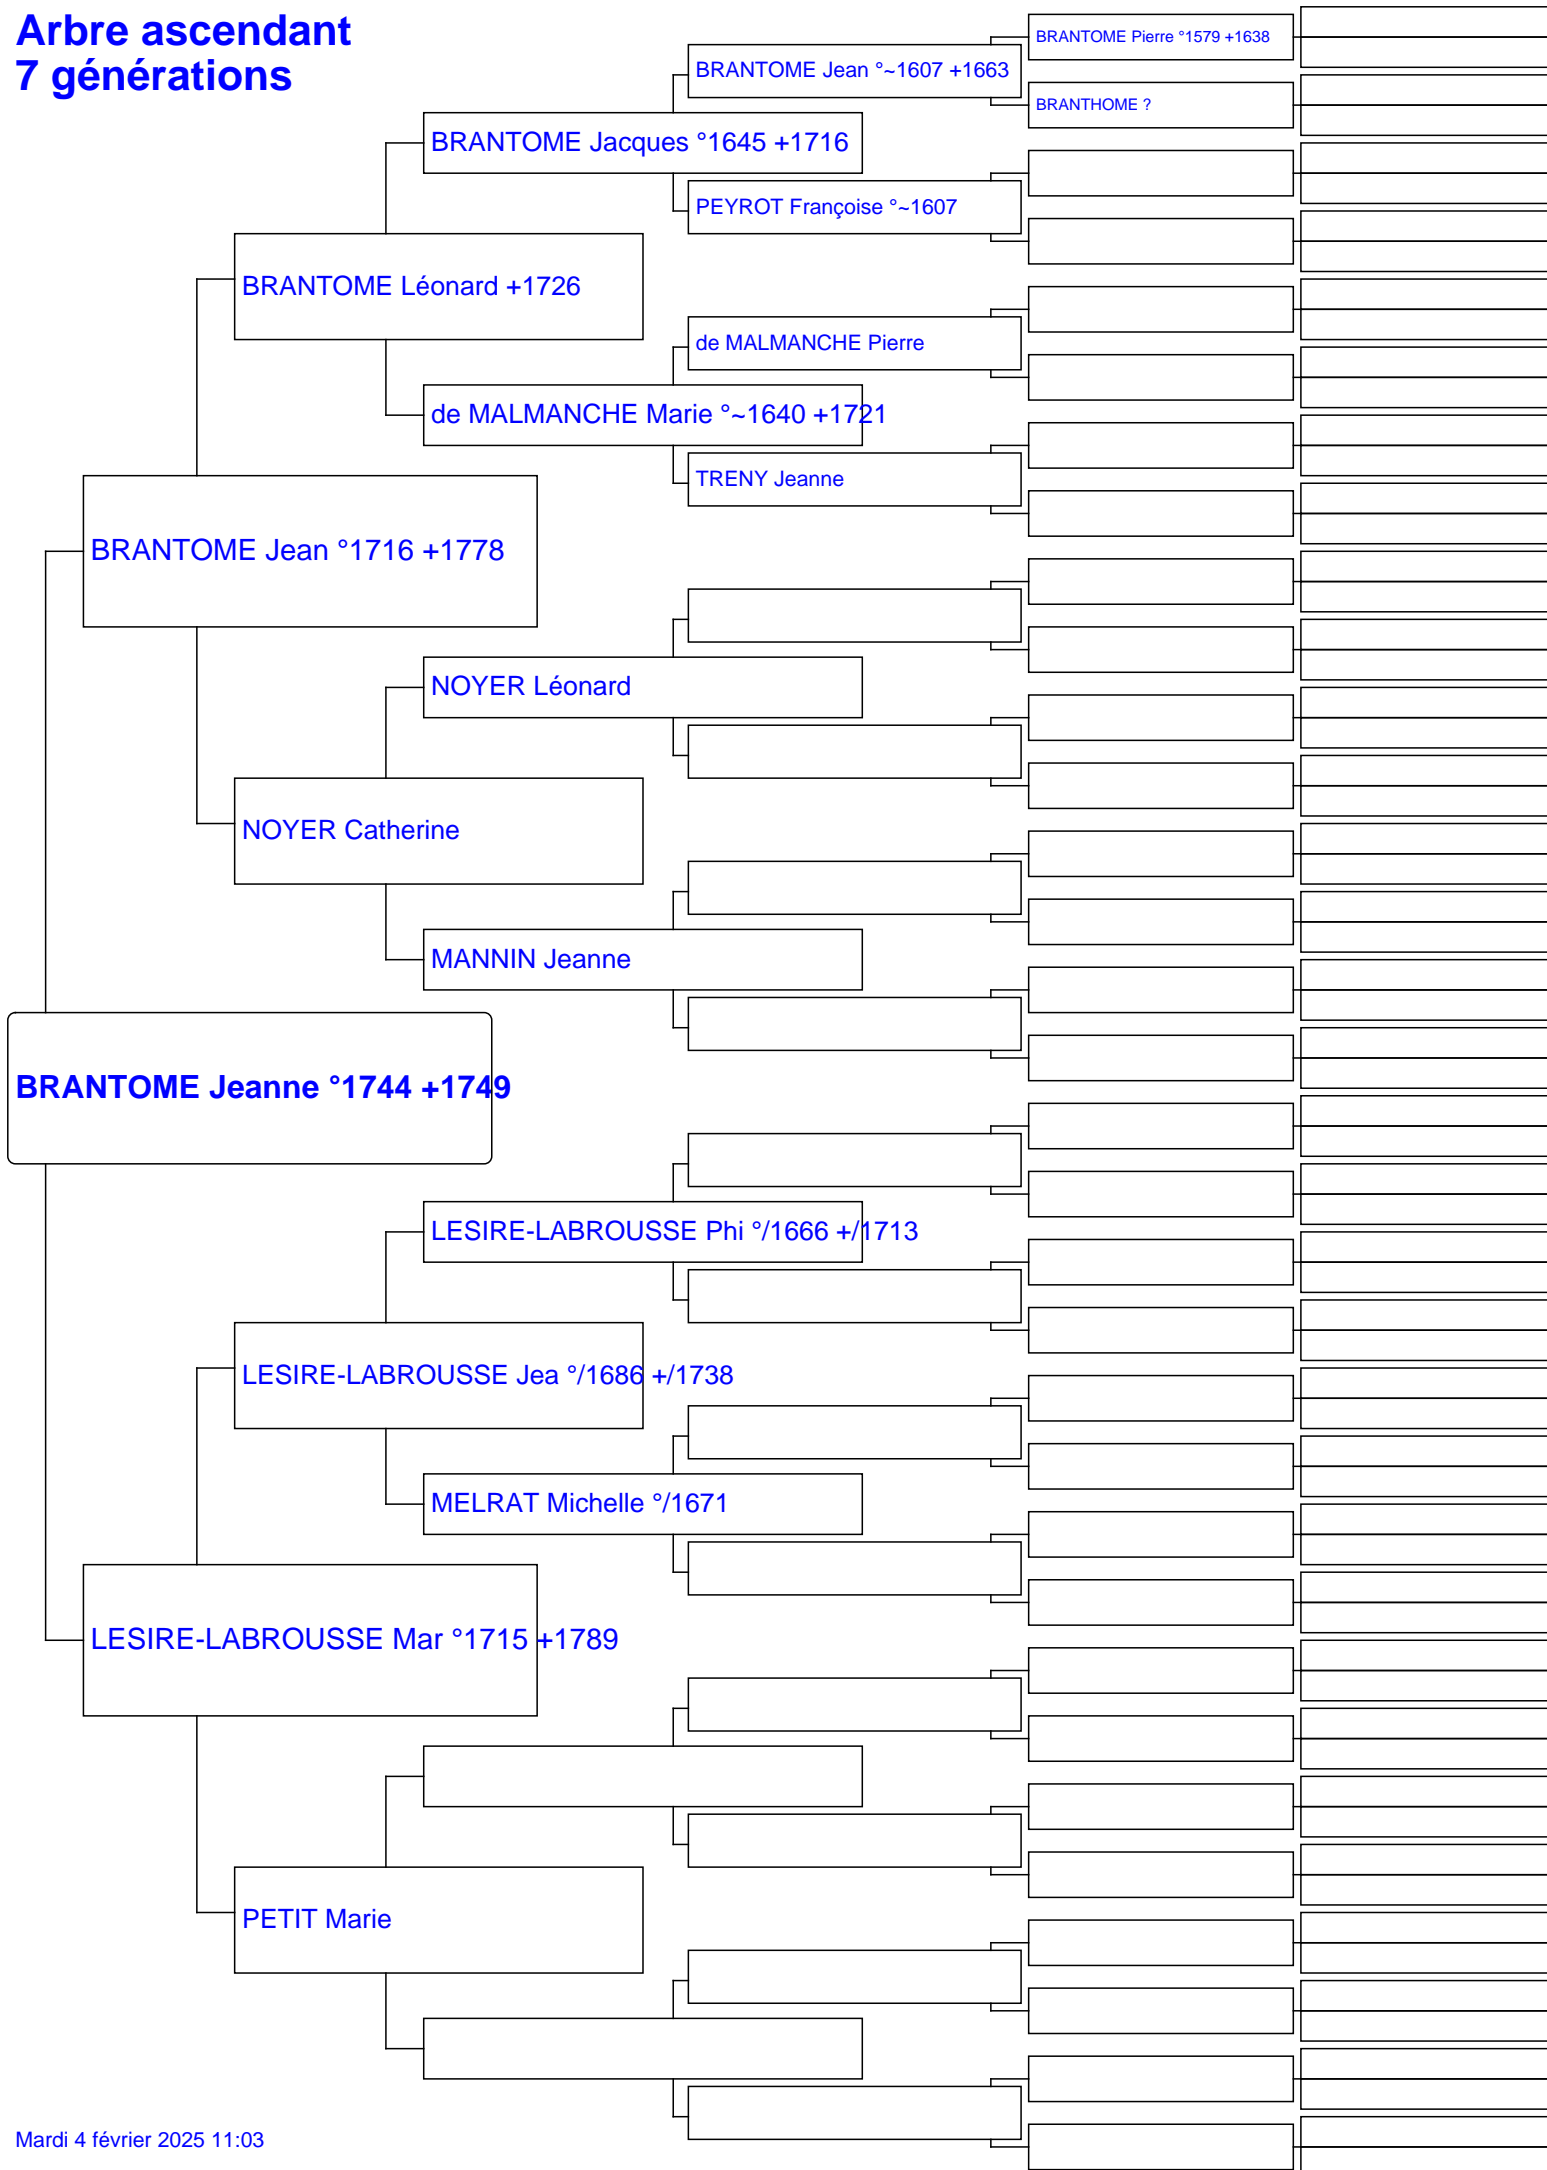 Arbre ascendant
7 générations
BRANTOME Pierre °1579 +1638
BRANTOME Jean °~1607 +1663
BRANTHOME ?
BRANTOME Jacques °1645 +1716
PEYROT Françoise °~1607
BRANTOME Léonard +1726
de MALMANCHE Pierre
de MALMANCHE Marie °~1640 +1721
TRENY Jeanne
BRANTOME Jean °1716 +1778
NOYER Léonard
NOYER Catherine
MANNIN Jeanne
BRANTOME Jeanne °1744 +1749
LESIRE-LABROUSSE Phi °/1666 +/1713
LESIRE-LABROUSSE Jea °/1686 +/1738
MELRAT Michelle °/1671
LESIRE-LABROUSSE Mar °1715 +1789
PETIT Marie
Mardi 4 février 2025 11:03